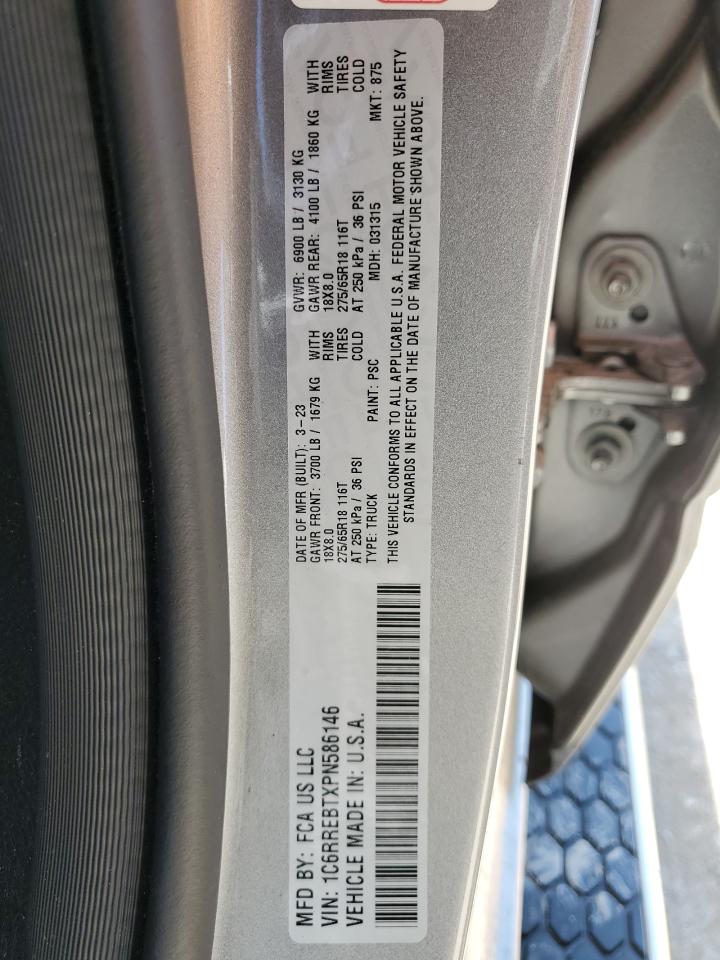 MFD BY: FCA US LLC
VIN: 1C6RREBTXPN586146
VEHICLE MADE IN: U.S.A.
DATE OF MFR (BUILT): 3-23 GVWR: 6900 LB / 3130 KG
GAWR FRONT: 3700 LB / 1679 KG WITH GAWR REAR: 4100 LB / 1860 KG WITH
18X8.0 RIMS 18X8.0 RIMS
275/65R18 116T TIRES 275/65R18 116T TIRES
AT 250 kPa / 36 PSI COLD AT 250 kPa / 36 PSI COLD
TYPE: TRUCK PAINT: PSC MDH: 031315 MKT: 875
THIS VEHICLE CONFORMS TO ALL APPLICABLE U.S.A. FEDERAL MOTOR VEHICLE SAFETY
STANDARDS IN EFFECT ON THE DATE OF MANUFACTURE SHOWN ABOVE.